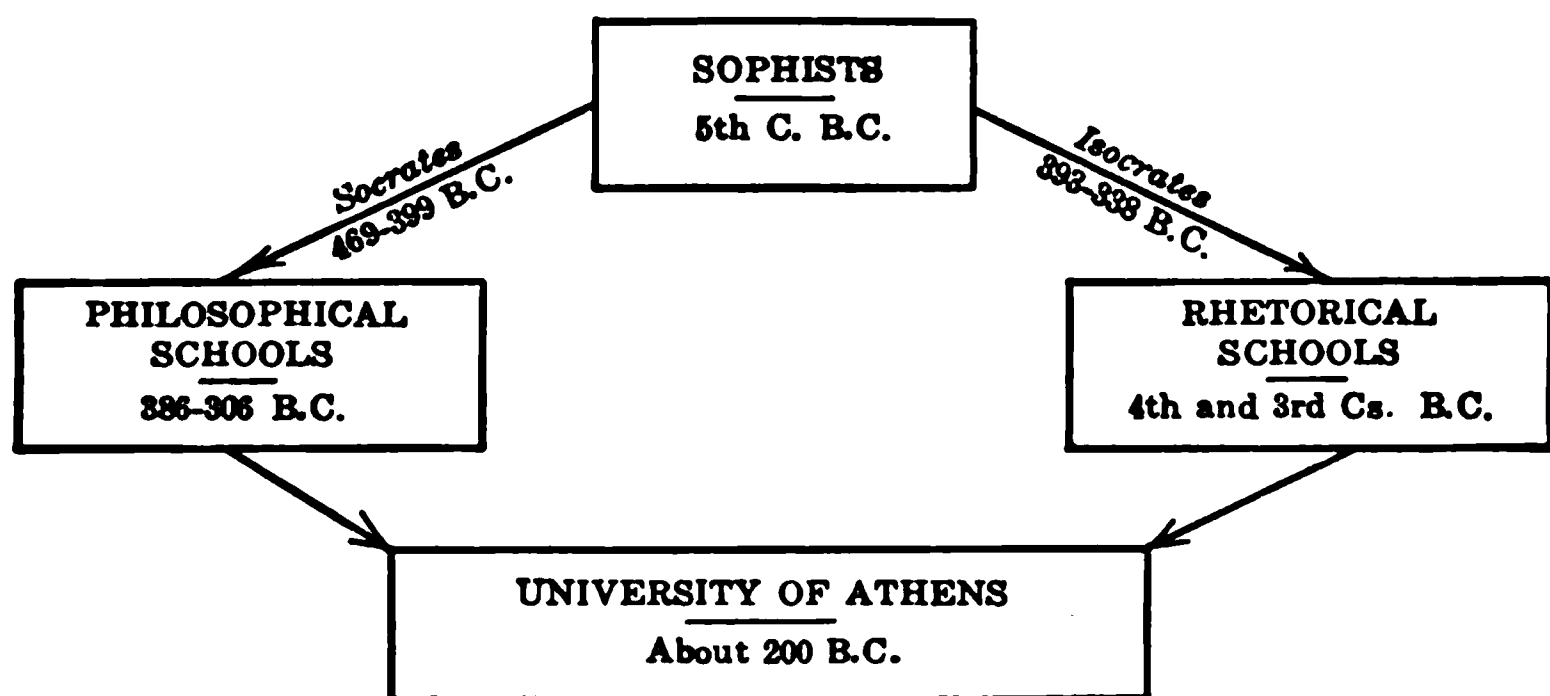 SOPHISTS
5th C. B.C.
Socrates
469-399 B.C.
Isocrates
393-338 B.C.
PHILOSOPHICAL
SCHOOLS
386-306 B.C.
RHETORICAL
SCHOOLS
4th and 3rd Cs. B.C.
UNIVERSITY OF ATHENS
About 200 B.C.